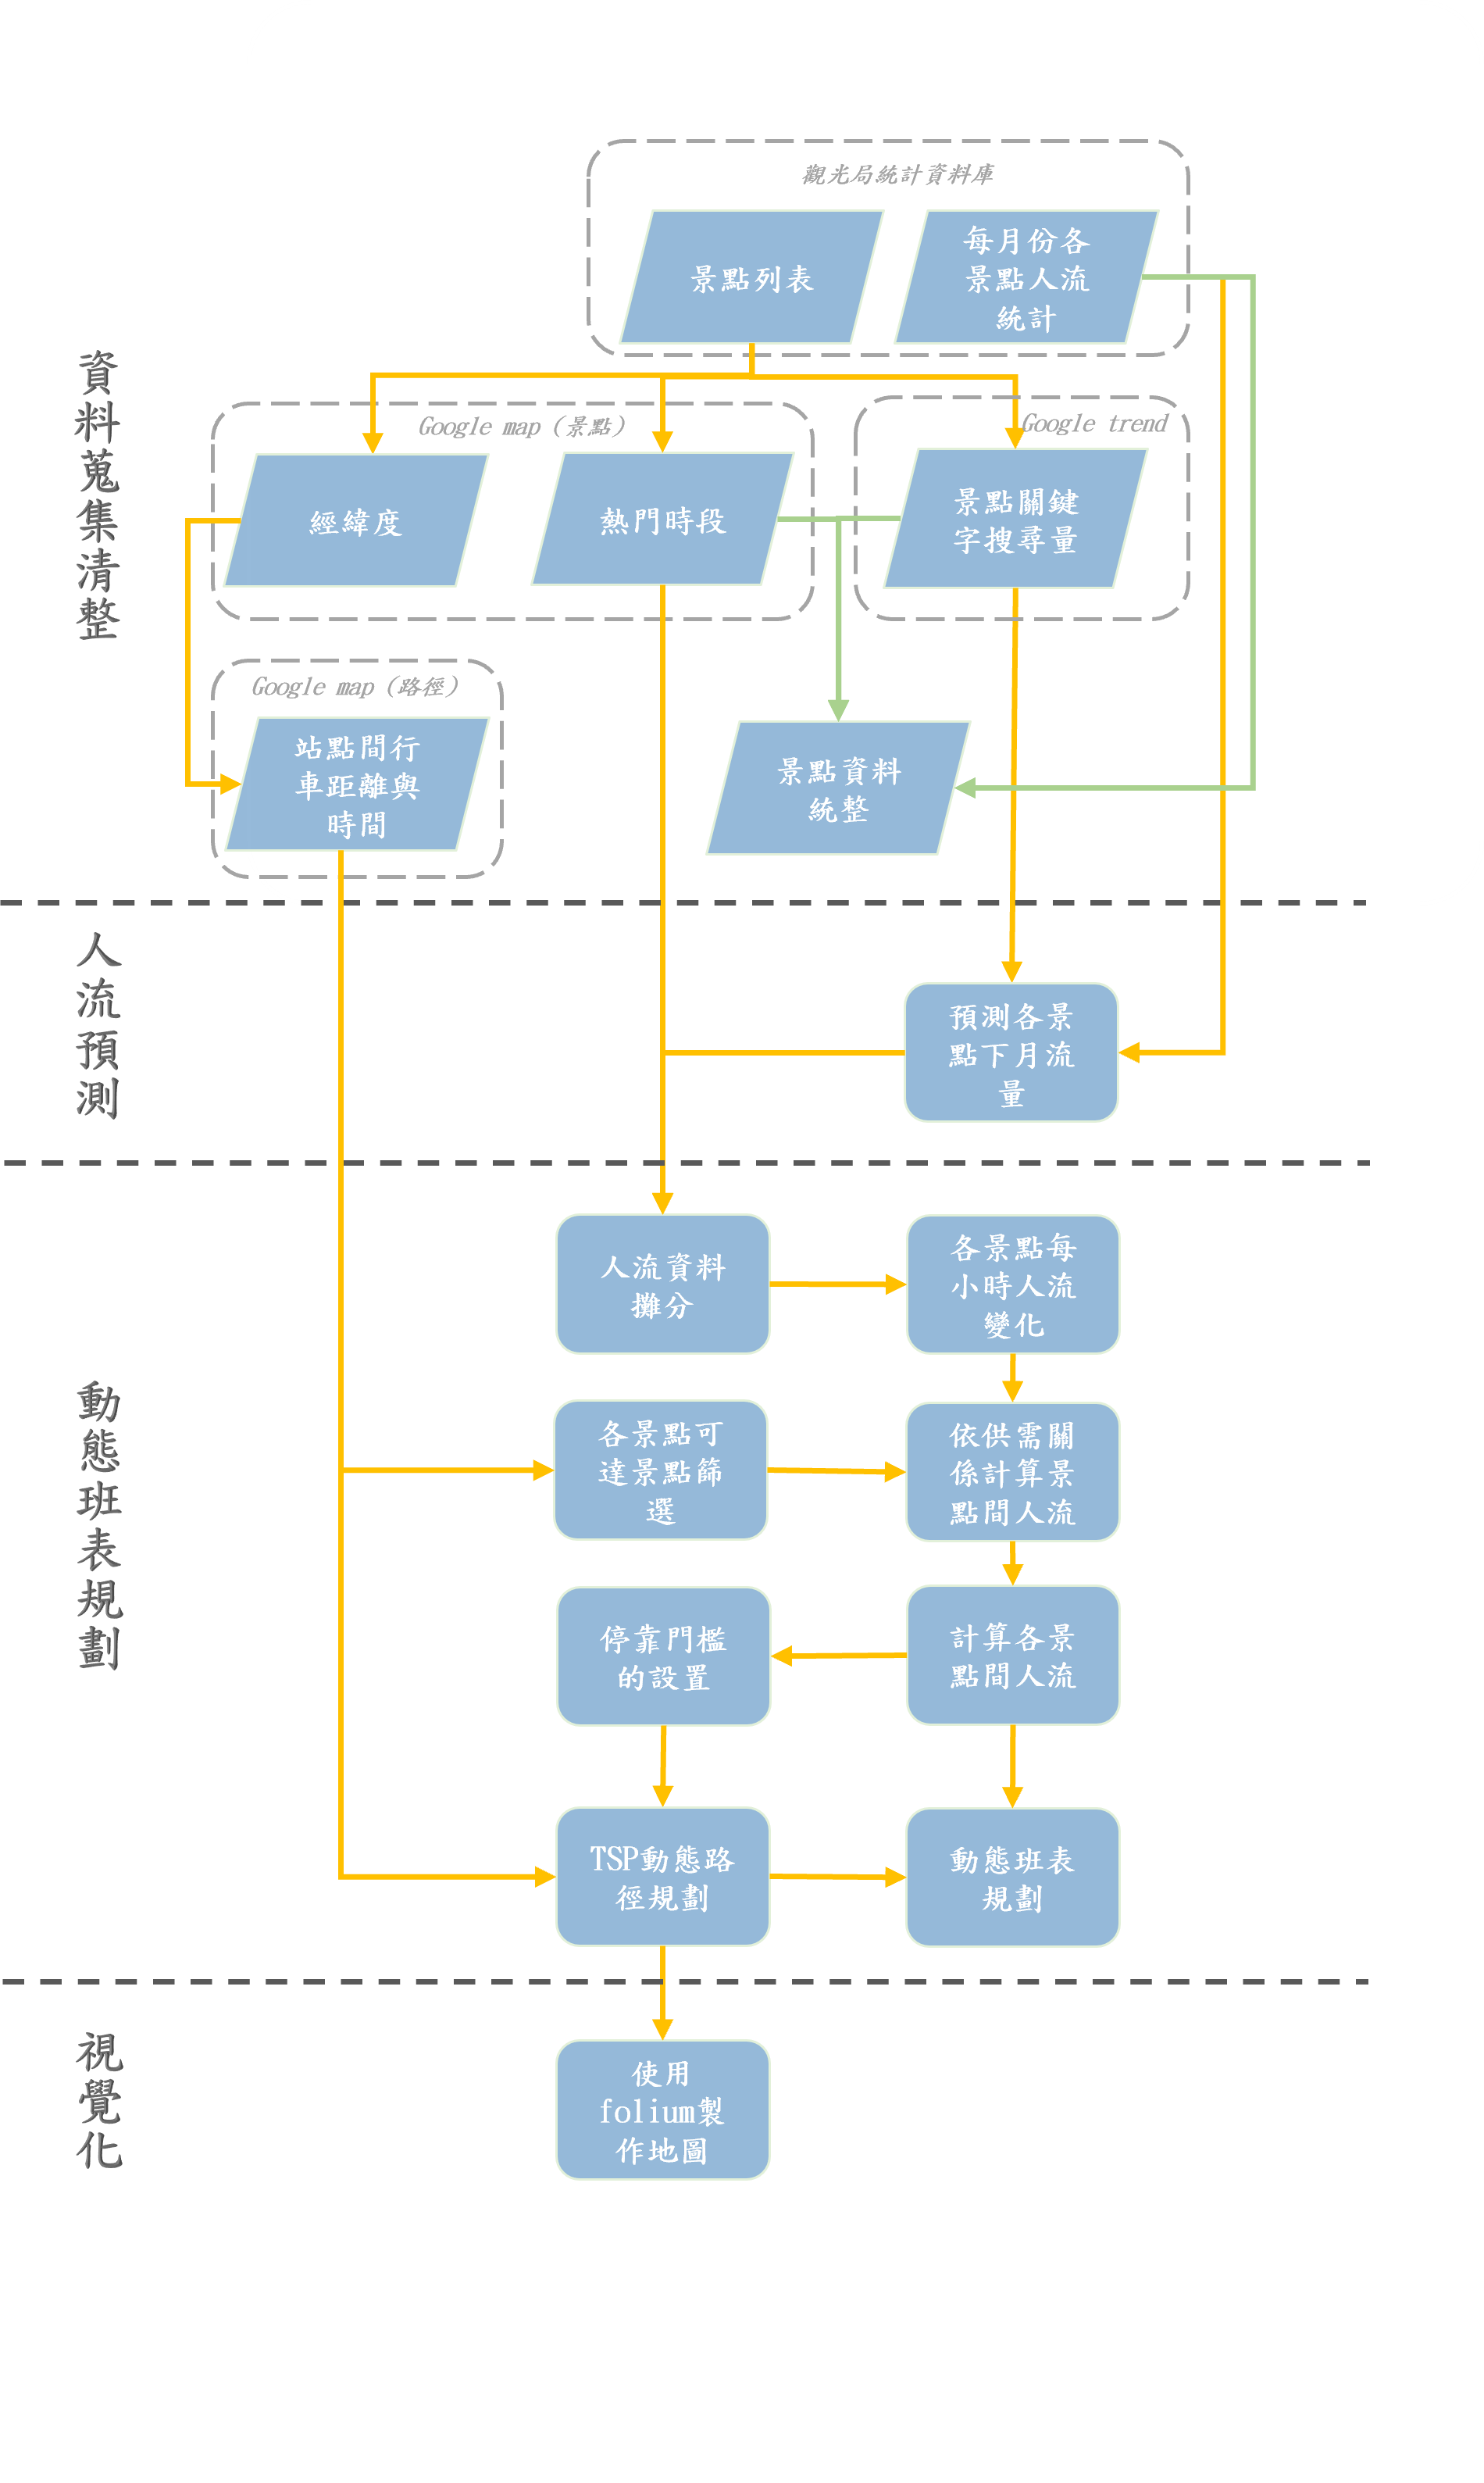 資料蒐集清整
觀光局統計資料庫
景點列表
每月份各
景點人流
統計
Google map (景點)
經緯度
熱門時段
Google trend
景點關鍵
字搜尋量
Google map (路徑)
站點間行
車距離與
時間
景點資料
統整
人流預測
預測各景
點下月流
量
動態班表規劃
人流資料
攤分
各景點每
小時人流
變化
各景點可
達景點篩
選
依供需關
係計算景
點間人流
停靠門檻
的設置
計算各景
點間人流
TSP動態路
徑規劃
動態班表
規劃
視覺化
使用
folium製
作地圖